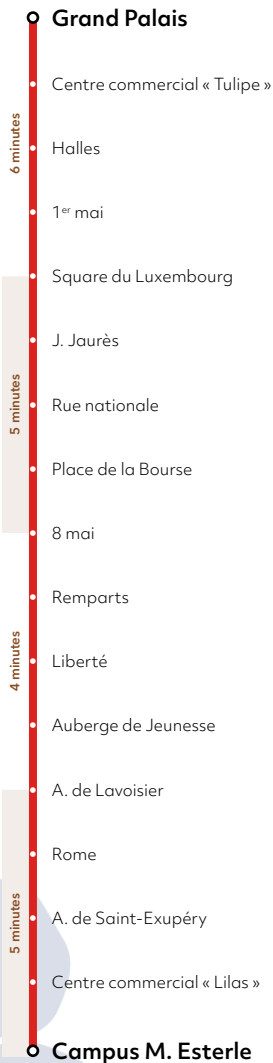 Grand Palais
Centre commercial « Tulipe »
6 minutes
Halles
1er mai
Square du Luxembourg
J. Jaurès
5 minutes
Rue nationale
Place de la Bourse
8 mai
Remparts
4 minutes
Liberté
Auberge de Jeunesse
A. de Lavoisier
Rome
5 minutes
A. de Saint-Exupéry
Centre commercial « Lilas »
Campus M. Esterle